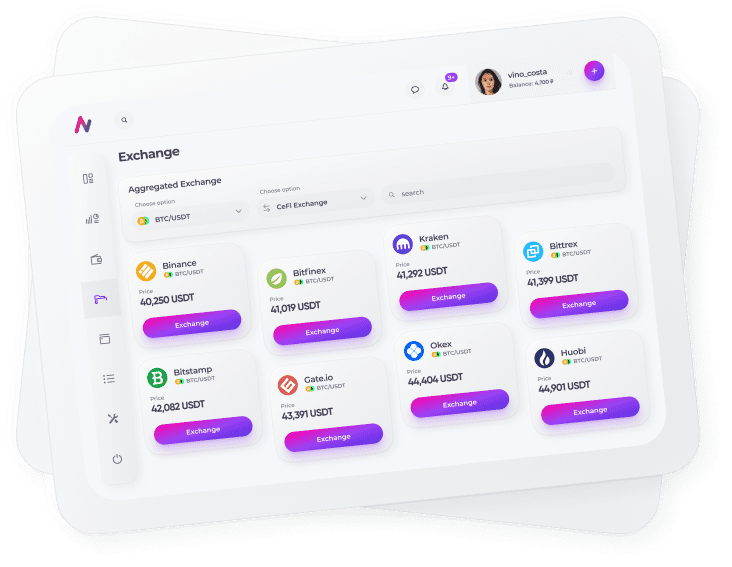 9+
vino_costa
Balance: 4,700 ₽
Exchange
Aggregated Exchange
Choose option
BTC/USDT
Choose option
CeFi Exchange
search
Binance
BTC/USDT
Price
40,250 USDT
Exchange
Bitfinex
BTC/USDT
Price
41,019 USDT
Exchange
Kraken
BTC/USDT
Price
41,292 USDT
Exchange
Bittrex
BTC/USDT
Price
41,399 USDT
Exchange
Bitstamp
BTC/USDT
Price
42,082 USDT
Exchange
Gate.io
BTC/USDT
Price
43,391 USDT
Exchange
Okex
BTC/USDT
Price
44,404 USDT
Exchange
Huobi
BTC/USDT
Price
44,901 USDT
Exchange